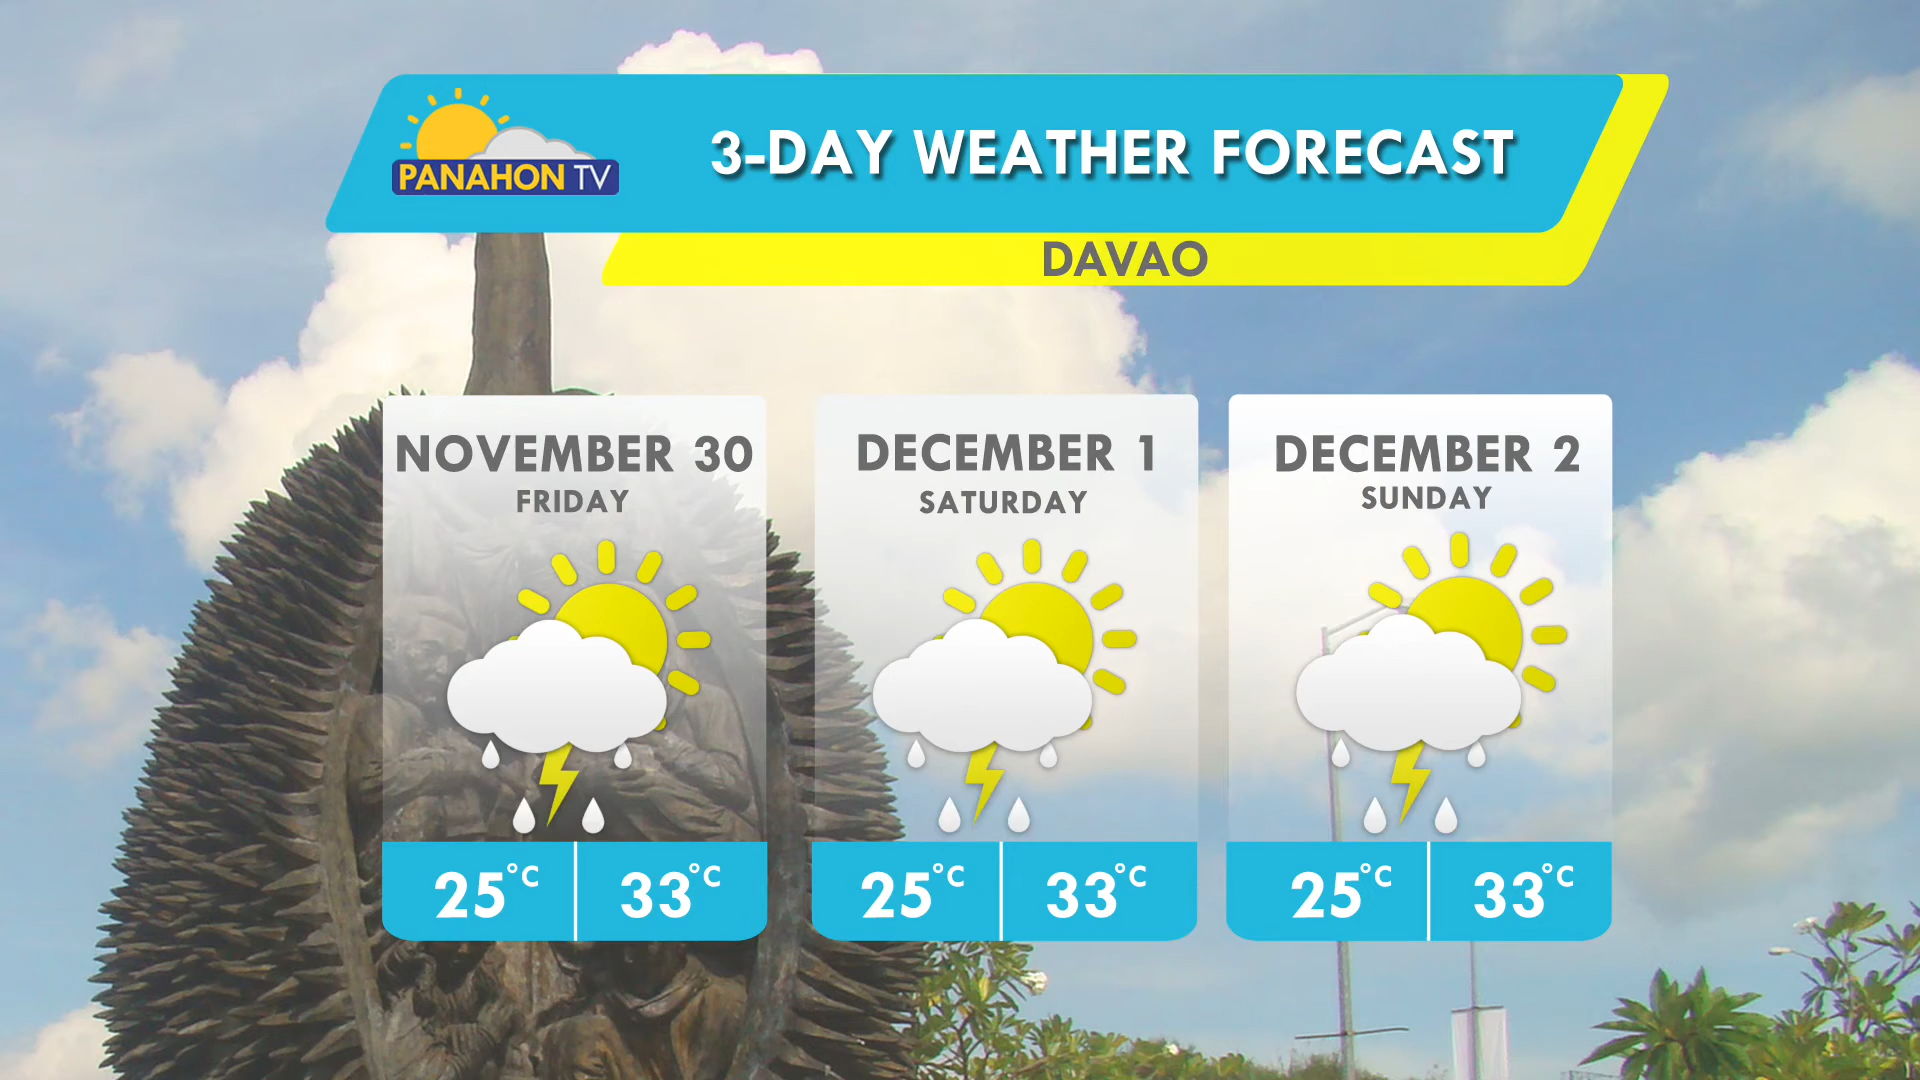 PANAHON TV
3-DAY WEATHER FORECAST
DAVAO
NOVEMBER 30
FRIDAY
25°C
33°C
DECEMBER 1
SATURDAY
25°C
33°C
DECEMBER 2
SUNDAY
25°C
33°C